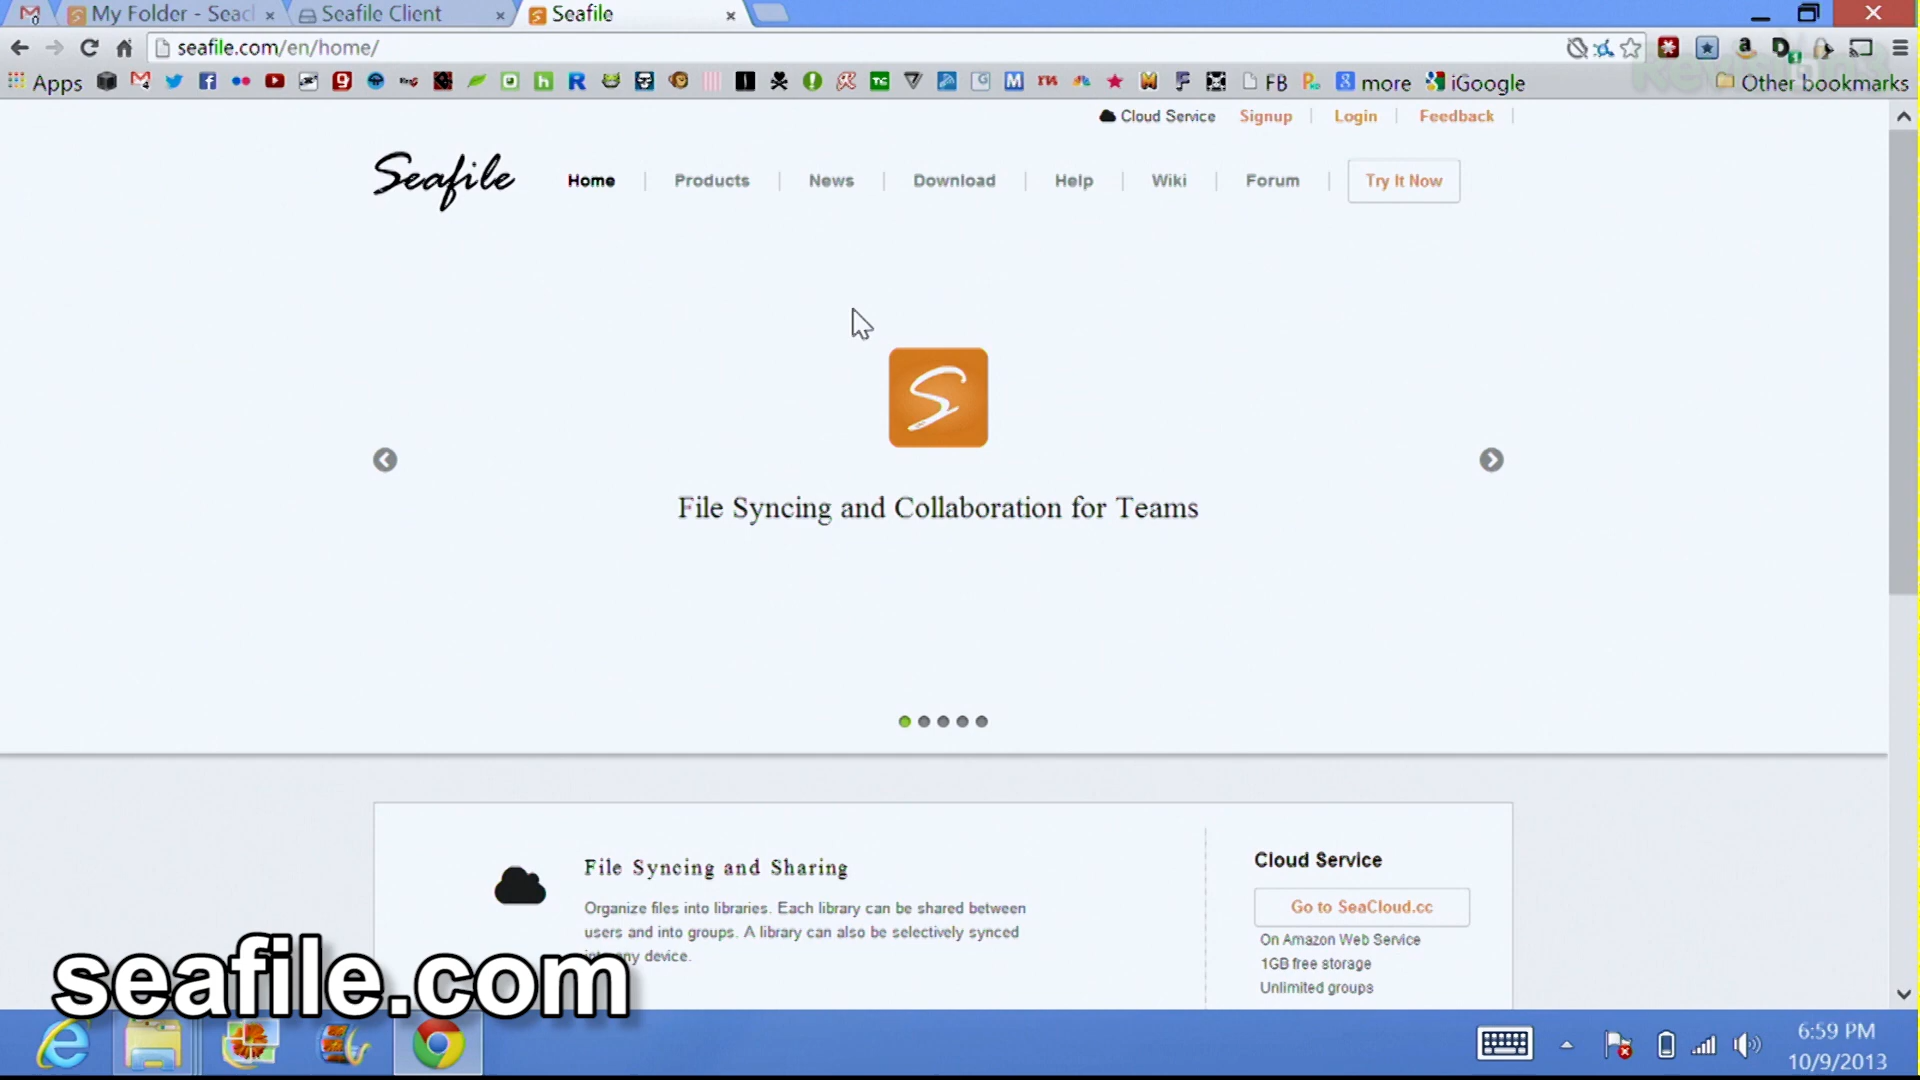 My Folder - Seac
Seafile Client
Seafile
seafile.com/en/home/
Apps
FB
more
iGoogle
Other bookmarks
Cloud Service
Signup
Login
Feedback
Seafile
Home
Products
News
Download
Help
Wiki
Forum
Try It Now
S
File Syncing and Collaboration for Teams
File Syncing and Sharing
Organize files into libraries. Each library can be shared between
users and into groups. A library can also be selectively synced
any device.
Cloud Service
Go to SeaCloud.cc
On Amazon Web Service
1GB free storage
Unlimited groups
seafile.com
6:59 PM
10/9/2013